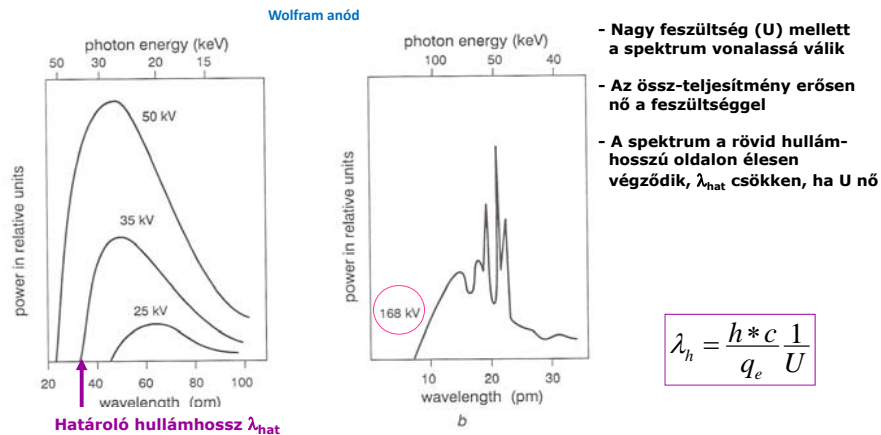 Wolfram anód
photon energy (keV)
50 40 30 20 10
50 kV
35 kV
25 kV
power in relative units
20 40 60 80 100
wavelength (pm)
Határoló hullámhossz λhat
photon energy (keV)
100 60 50 40
168 kV
power in relative units
10 20 30
wavelength (pm)
b
- Nagy feszültség (U) mellett
a spektrum vonalassá válik
- Az össz-teljesítmény erősen
nő a feszültséggel
- A spektrum a rövid hullám-
hosszú oldalon élesen
végződik, λhat csökken, ha U nő
λh = h*c/qe 1/U